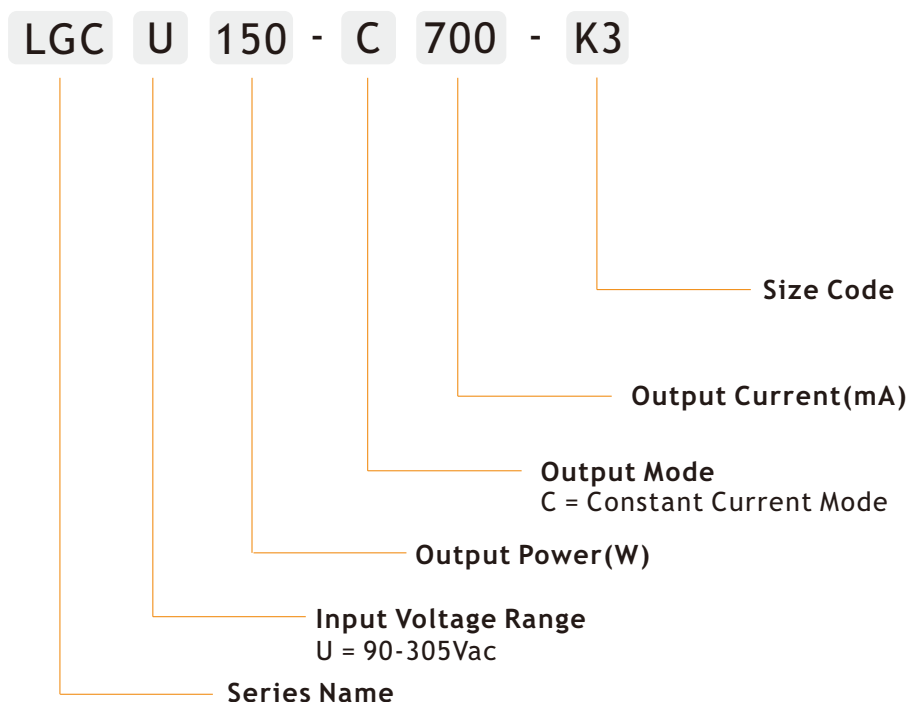 LGC U 150 - C 700 - K3
Size Code
Output Current(mA)
Output Mode
C = Constant Current Mode
Output Power(W)
Input Voltage Range
U = 90-305Vac
Series Name